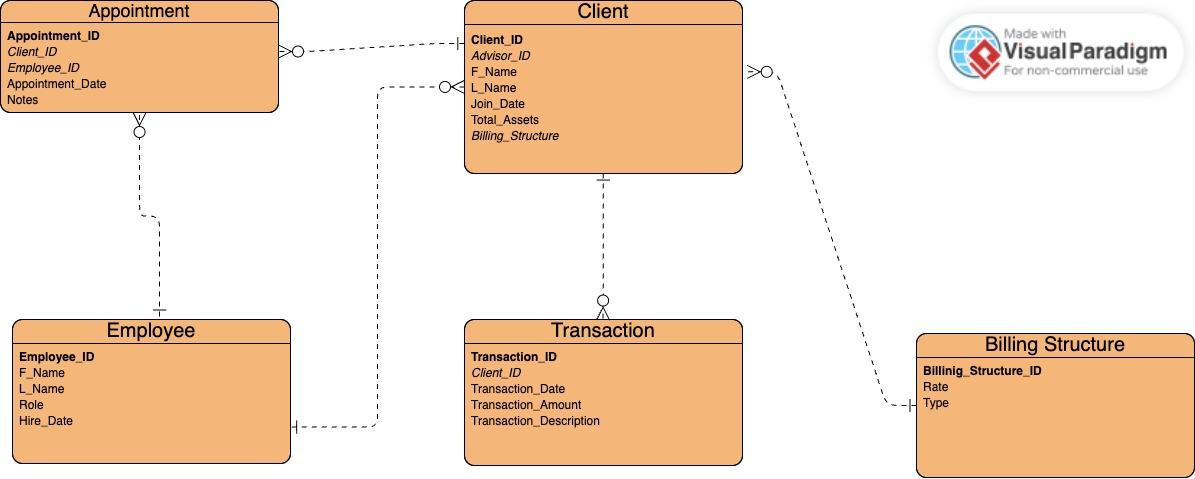 Appointment
Appointment_ID
Client_ID
Employee_ID
Appointment_Date
Notes
Client
Client_ID
Advisor_ID
F_Name
L_Name
Join_Date
Total_Assets
Billing_Structure
Made with
Visual Paradigm
For non-commercial use
Employee
Employee_ID
F_Name
L_Name
Role
Hire_Date
Transaction
Transaction_ID
Client_ID
Transaction_Date
Transaction_Amount
Transaction_Description
Billing Structure
Billinig_Structure_ID
Rate
Type